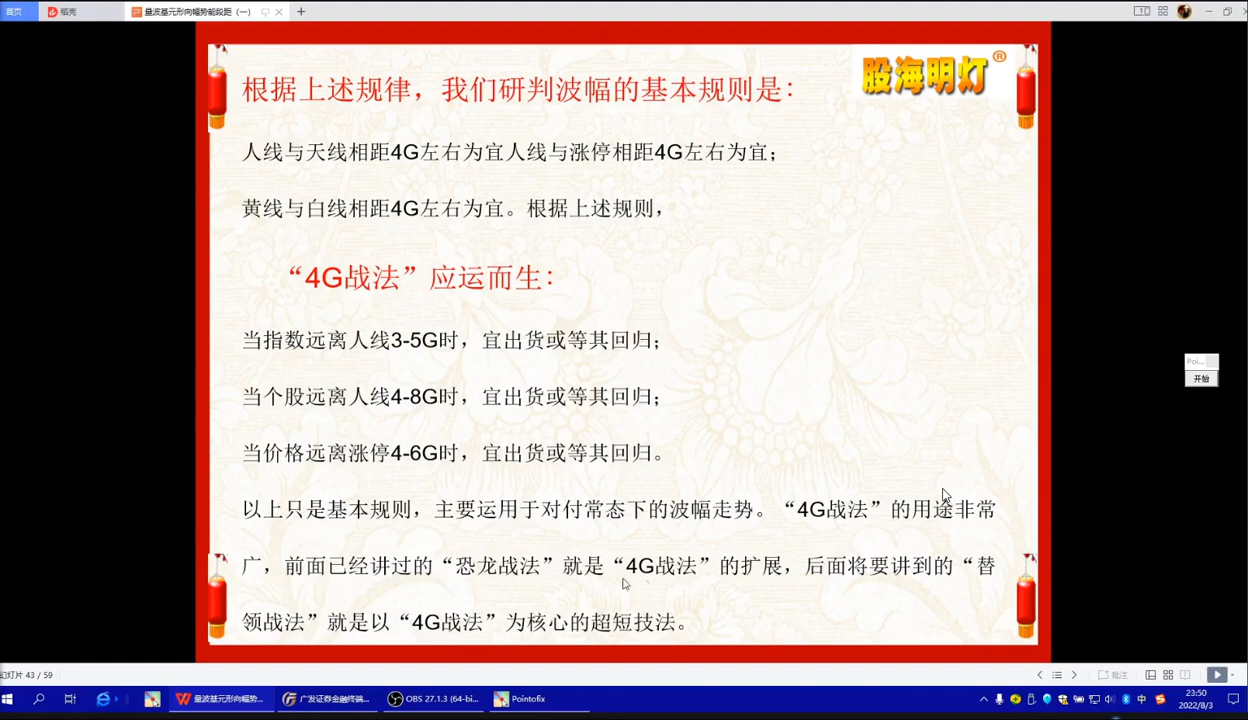 首页
稻壳
量波基元形向幅势能段距（一）
股海明灯®
根据上述规律，我们研判波幅的基本规则是：
人线与天线相距4G左右为宜人线与涨停相距4G左右为宜；
黄线与白线相距4G左右为宜。根据上述规则，
“4G战法”应运而生：
当指数远离人线3-5G时，宜出货或等其回归；
当个股远离人线4-8G时，宜出货或等其回归；
当价格远离涨停4-6G时，宜出货或等其回归。
以上只是基本规则，主要运用于对付常态下的波幅走势。“4G战法”的用途非常
广，前面已经讲过的“恐龙战法”就是“4G战法”的扩展，后面将要讲到的“替
领战法”就是以“4G战法”为核心的超短技法。
Poi...
开始
幻灯片 43 / 59
批注
量波基元形向幅势...
广发证券金融终端...
OBS 27.1.3 (64-bi...
Pointofix
中
23:50
2022/8/3